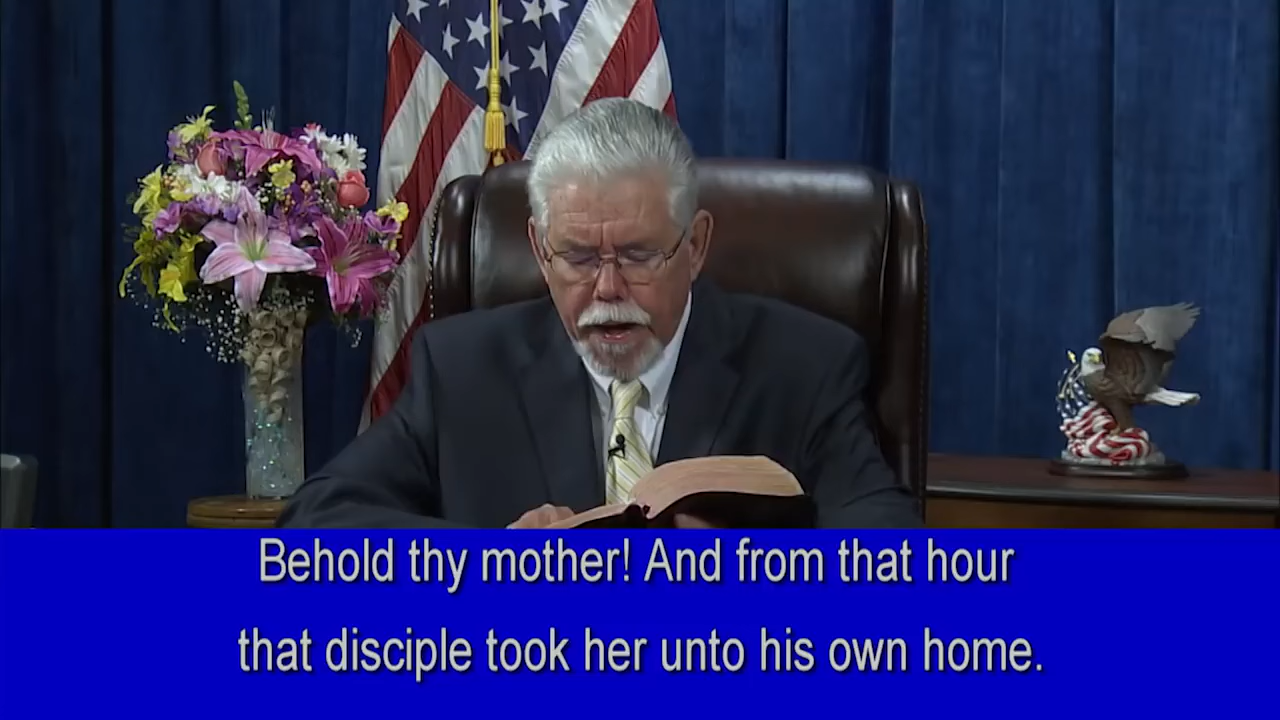 Behold thy mother! And from that hour
that disciple took her unto his own home.